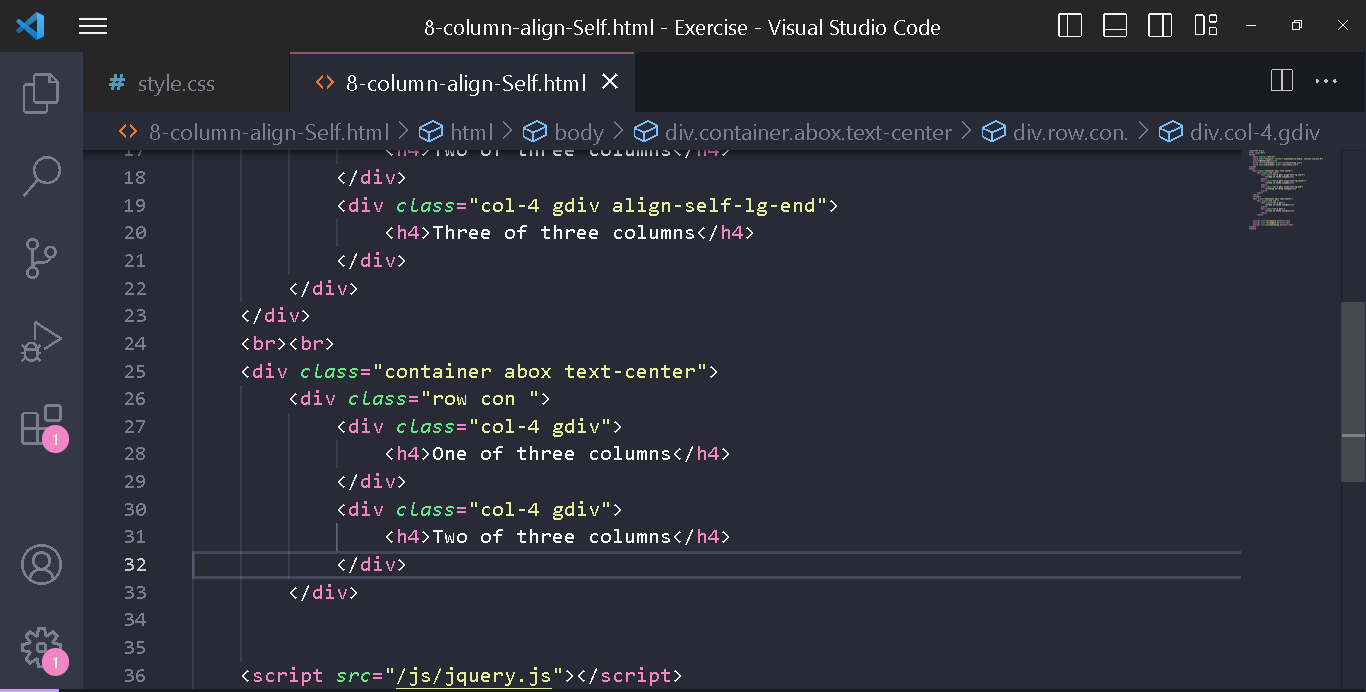 8-column-align-Self.html - Exercise - Visual Studio Code
# style.css
<> 8-column-align-Self.html
<> 8-column-align-Self.html > html > body > div.container.abox.text-center > div.row.con. > div.col-4.gdiv
17 <h4>Two of three columns</h4>
18 </div>
19 <div class="col-4 gdiv align-self-lg-end">
20 <h4>Three of three columns</h4>
21 </div>
22 </div>
23 </div>
24 <br><br>
25 <div class="container abox text-center">
26 <div class="row con ">
27 <div class="col-4 gdiv">
28 <h4>One of three columns</h4>
29 </div>
30 <div class="col-4 gdiv">
31 <h4>Two of three columns</h4>
32 </div>
33 </div>
34
35
36 <script src="/js/jquery.js"></script>
1
1